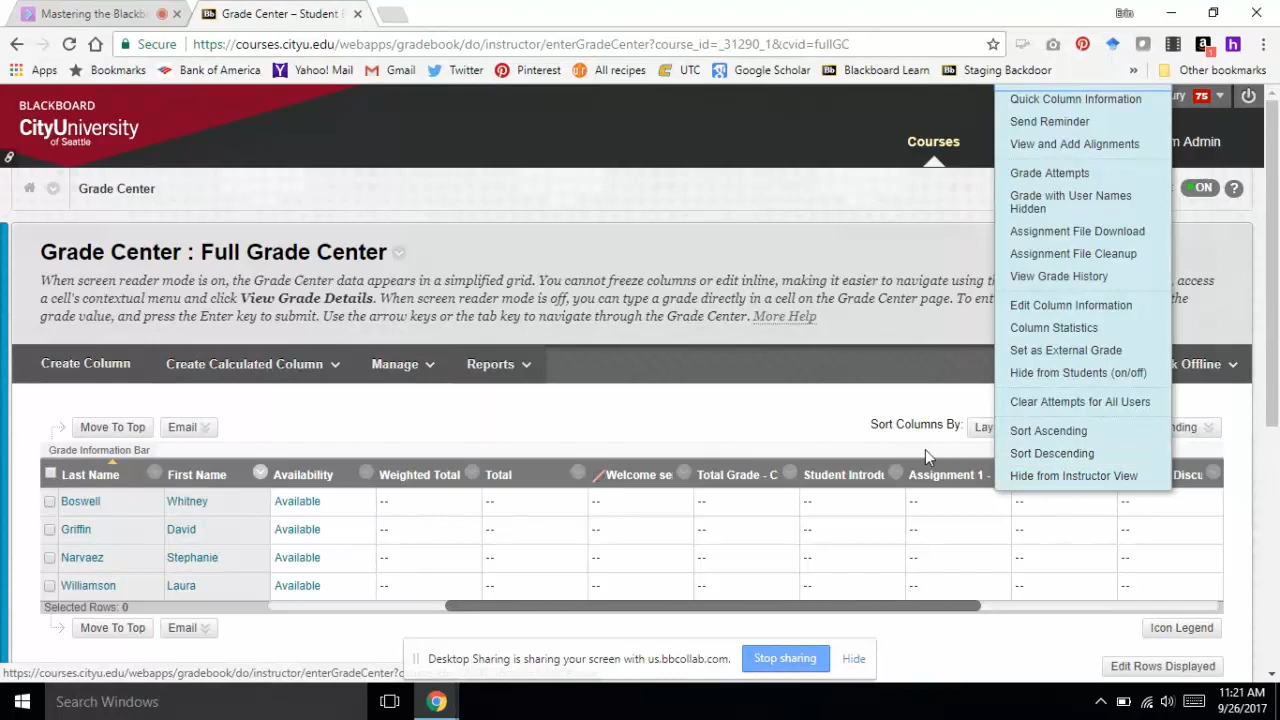 Mastering the Blackb
Grade Center – Student
Erin
Secure
https://courses.cityu.edu/webapps/gradebook/do/instructor/enterGradeCenter?course_id=_31290_1&cvid=fullGC
Apps
Bookmarks
Bank of America
Yahoo! Mail
Gmail
Twitter
Pinterest
All recipes
UTC
Google Scholar
Blackboard Learn
Staging Backdoor
»
Other bookmarks
BLACKBOARD
CityUniversity
of Seattle
Courses
75
Admin
Grade Center
ON
?
Quick Column Information
Send Reminder
View and Add Alignments
Grade Attempts
Grade with User Names
Hidden
Assignment File Download
Assignment File Cleanup
View Grade History
Edit Column Information
Column Statistics
Set as External Grade
Hide from Students (on/off)
Clear Attempts for All Users
Sort Ascending
Sort Descending
Hide from Instructor View
Grade Center : Full Grade Center
When screen reader mode is on, the Grade Center data appears in a simplified grid. You cannot freeze columns or edit inline, making it easier to navigate using th , access
a cell's contextual menu and click View Grade Details. When screen reader mode is off, you can type a grade directly in a cell on the Grade Center page. To ent the
grade value, and press the Enter key to submit. Use the arrow keys or the tab key to navigate through the Grade Center. More Help
Create Column
Create Calculated Column
Manage
Reports
k Offline
Move To Top
Email
Sort Columns By:
Lay
nding
Grade Information Bar
Last Name First Name Availability Weighted Total Total Welcome se Total Grade - C Student Introdu Assignment 1 - Discu
Boswell Whitney Available -- -- -- -- -- -- -- --
Griffin David Available -- -- -- -- -- -- -- --
Narvaez Stephanie Available -- -- -- -- -- -- -- --
Williamson Laura Available -- -- -- -- -- -- -- --
Selected Rows: 0
Move To Top
Email
Icon Legend
Desktop Sharing is sharing your screen with us.bbcollab.com.
Stop sharing
Hide
Edit Rows Displayed
https://courses.cityu.edu/webapps/gradebook/do/instructor/enterGradeCenter?c
Search Windows
11:21 AM
9/26/2017